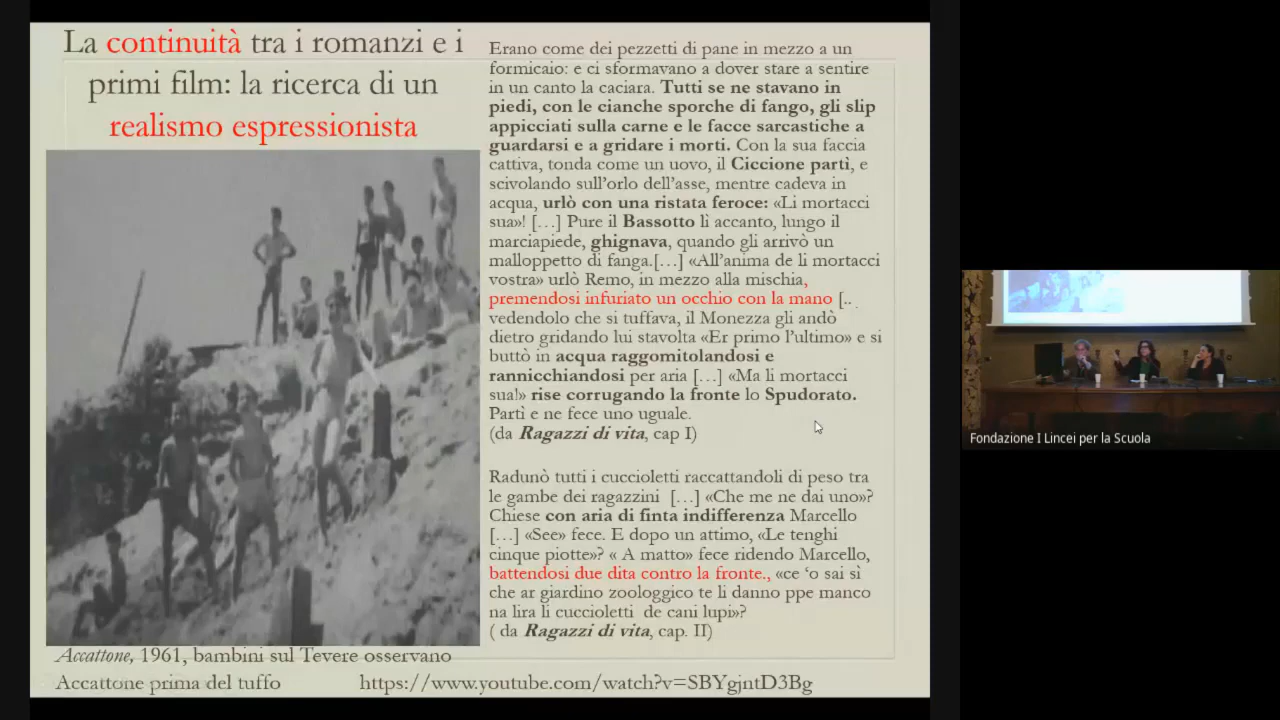 La continuità tra i romanzi e i
primi film: la ricerca di un
realismo espressionista
Erano come dei pezzetti di pane in mezzo a un
formicaio: e ci sformavano a dover stare a sentire
in un canto la caciara. Tutti se ne stavano in
piedi, con le cianche sporche di fango, gli slip
appicciati sulla carne e le facce sarcastiche a
guardarsi e a gridare i morti. Con la sua faccia
cattiva, tonda come un uovo, il Ciccione partì, e
scivolando sull'orlo dell'asse, mentre cadeva in
acqua, urlò con una ristata feroce: «Li mortacci
sua»! […] Pure il Bassotto lì accanto, lungo il
marciapiede, ghignava, quando gli arrivò un
malloppetto di fanga.[…] «All'anima de li mortacci
vostra» urlò Remo, in mezzo alla mischia,
premendosi infuriato un occhio con la mano [..
vedendolo che si tuffava, il Monezza gli andò
dietro gridando lui stavolta «Er primo l'ultimo» e si
buttò in acqua raggomitolandosi e
rannicchiandosi per aria […] «Ma li mortacci
sua!» rise corrugando la fronte lo Spudorato.
Partì e ne fece uno uguale.
(da Ragazzi di vita, cap I)
Radunò tutti i cuccioletti raccattandoli di peso tra
le gambe dei ragazzini […] «Che me ne dai uno»?
Chiese con aria di finta indifferenza Marcello
[…] «See» fece. E dopo un attimo, «Le tenghi
cinque piotte»? « A matto» fece ridendo Marcello,
battendosi due dita contro la fronte., «ce 'o sai sì
che ar giardino zoologgico te li danno ppe manco
na lira li cuccioletti de cani lupi»?
( da Ragazzi di vita, cap. II)
Accattone, 1961, bambini sul Tevere osservano
Accattone prima del tuffo
https://www.youtube.com/watch?v=SBYgjntD3Bg
Fondazione I Lincei per la Scuola